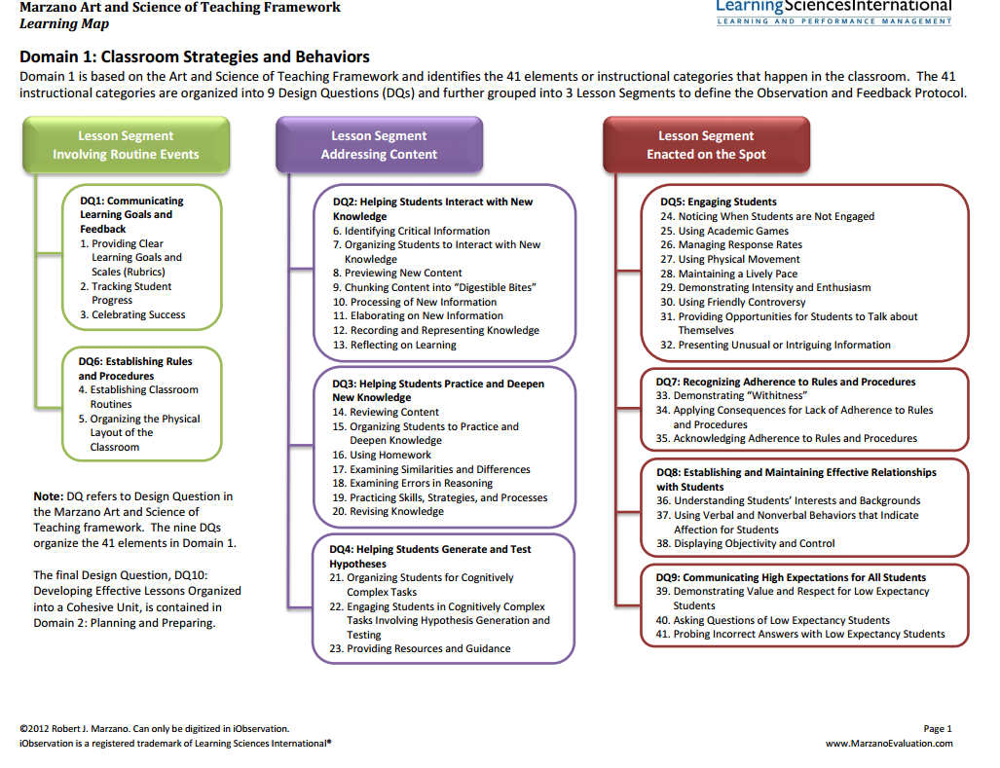 Marzano Art and Science of Teaching Framework
Learning Map
LearningSciencesInternational
LEARNING AND PERFORMANCE MANAGEMENT
Domain 1: Classroom Strategies and Behaviors
Domain 1 is based on the Art and Science of Teaching Framework and identifies the 41 elements or instructional categories that happen in the classroom. The 41
instructional categories are organized into 9 Design Questions (DQs) and further grouped into 3 Lesson Segments to define the Observation and Feedback Protocol.
Lesson Segment
Involving Routine Events
DQ1: Communicating
Learning Goals and
Feedback
1. Providing Clear
Learning Goals and
Scales (Rubrics)
2. Tracking Student
Progress
3. Celebrating Success
DQ6: Establishing Rules
and Procedures
4. Establishing Classroom
Routines
5. Organizing the Physical
Layout of the
Classroom
Note: DQ refers to Design Question in
the Marzano Art and Science of
Teaching framework. The nine DQs
organize the 41 elements in Domain 1.
The final Design Question, DQ10:
Developing Effective Lessons Organized
into a Cohesive Unit, is contained in
Domain 2: Planning and Preparing.
Lesson Segment
Addressing Content
DQ2: Helping Students Interact with New
Knowledge
6. Identifying Critical Information
7. Organizing Students to Interact with New
Knowledge
8. Previewing New Content
9. Chunking Content into “Digestible Bites”
10. Processing of New Information
11. Elaborating on New Information
12. Recording and Representing Knowledge
13. Reflecting on Learning
DQ3: Helping Students Practice and Deepen
New Knowledge
14. Reviewing Content
15. Organizing Students to Practice and
Deepen Knowledge
16. Using Homework
17. Examining Similarities and Differences
18. Examining Errors in Reasoning
19. Practicing Skills, Strategies, and Processes
20. Revising Knowledge
DQ4: Helping Students Generate and Test
Hypotheses
21. Organizing Students for Cognitively
Complex Tasks
22. Engaging Students in Cognitively Complex
Tasks Involving Hypothesis Generation and
Testing
23. Providing Resources and Guidance
Lesson Segment
Enacted on the Spot
DQ5: Engaging Students
24. Noticing When Students are Not Engaged
25. Using Academic Games
26. Managing Response Rates
27. Using Physical Movement
28. Maintaining a Lively Pace
29. Demonstrating Intensity and Enthusiasm
30. Using Friendly Controversy
31. Providing Opportunities for Students to Talk about
Themselves
32. Presenting Unusual or Intriguing Information
DQ7: Recognizing Adherence to Rules and Procedures
33. Demonstrating “Withitness”
34. Applying Consequences for Lack of Adherence to Rules
and Procedures
35. Acknowledging Adherence to Rules and Procedures
DQ8: Establishing and Maintaining Effective Relationships
with Students
36. Understanding Students’ Interests and Backgrounds
37. Using Verbal and Nonverbal Behaviors that Indicate
Affection for Students
38. Displaying Objectivity and Control
DQ9: Communicating High Expectations for All Students
39. Demonstrating Value and Respect for Low Expectancy
Students
40. Asking Questions of Low Expectancy Students
41. Probing Incorrect Answers with Low Expectancy Students
©2012 Robert J. Marzano. Can only be digitized in iObservation.
iObservation is a registered trademark of Learning Sciences International®
Page 1
www.MarzanoEvaluation.com